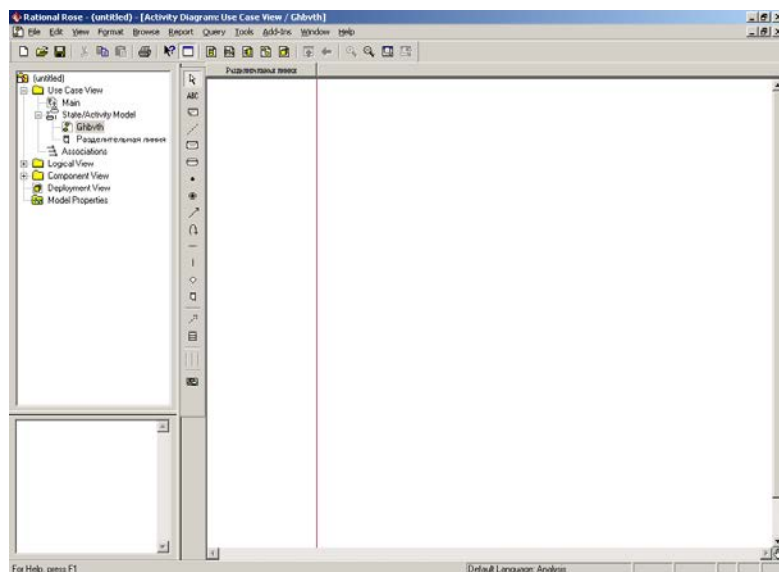 Rational Rose - (untitled) - [Activity Diagram: Use Case View / Ghbvth]
File Edit View Format Browse Report Query Tools Add-Ins Window Help
(untitled)
Use Case View
Main
State/Activity Model
Ghbvth
Разделительная линия
Associations
Logical View
Component View
Deployment View
Model Properties
ABC
Разделительная линия
For Help, press F1
Default Language: Analysis